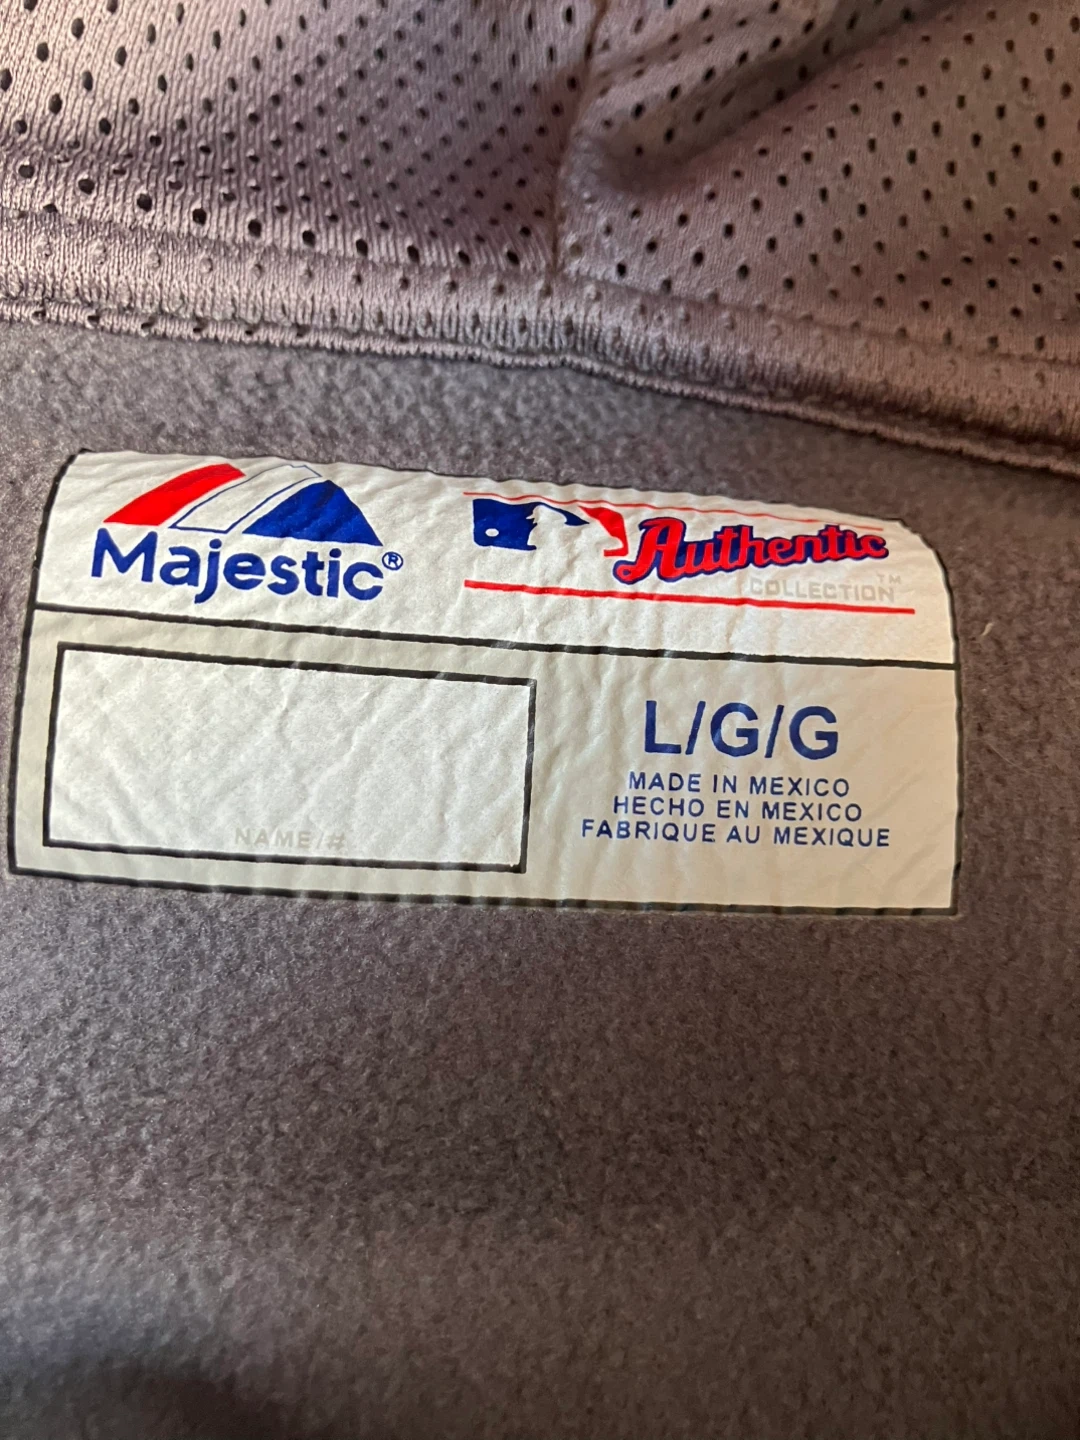 Majestic®
Authentic
COLLECTION™
L/G/G
MADE IN MEXICO
HECHO EN MEXICO
FABRIQUE AU MEXIQUE
NAME/#